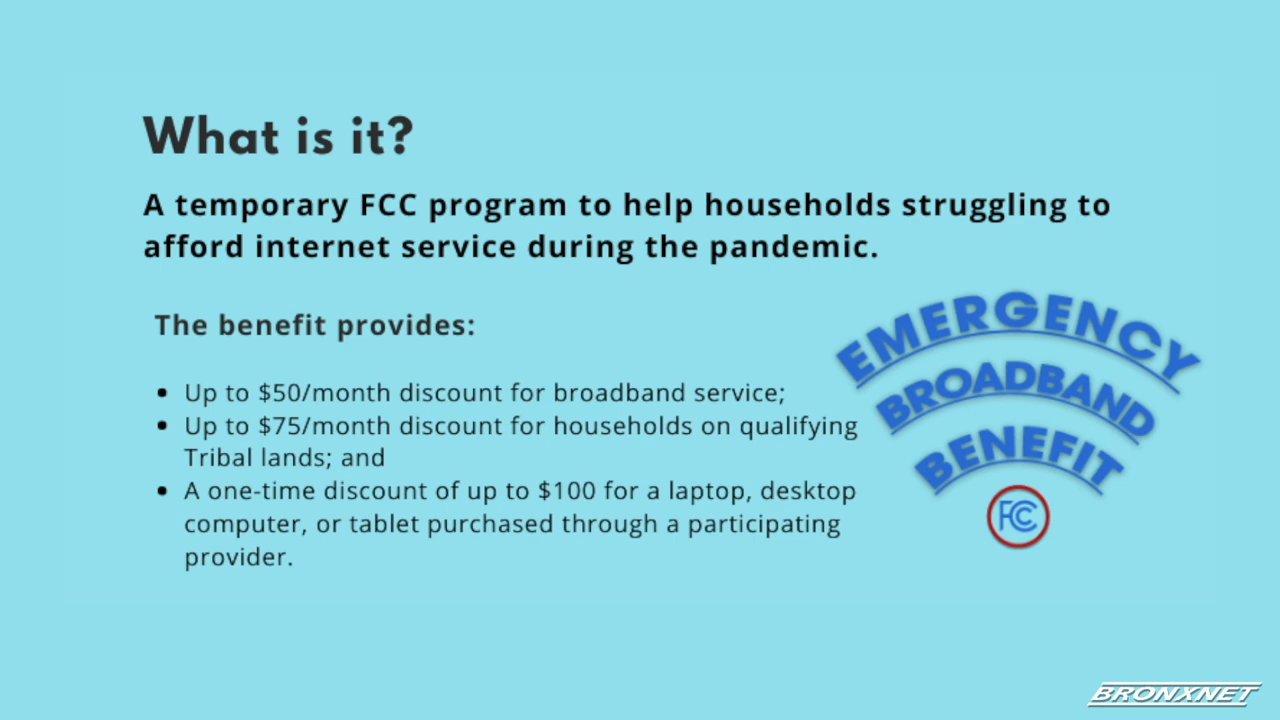 What is it?
A temporary FCC program to help households struggling to
afford internet service during the pandemic.
The benefit provides:
• Up to $50/month discount for broadband service;
• Up to $75/month discount for households on qualifying
Tribal lands; and
• A one-time discount of up to $100 for a laptop, desktop
computer, or tablet purchased through a participating
provider.
EMERGENCY
BROADBAND
BENEFIT
FCC
BRONXNET